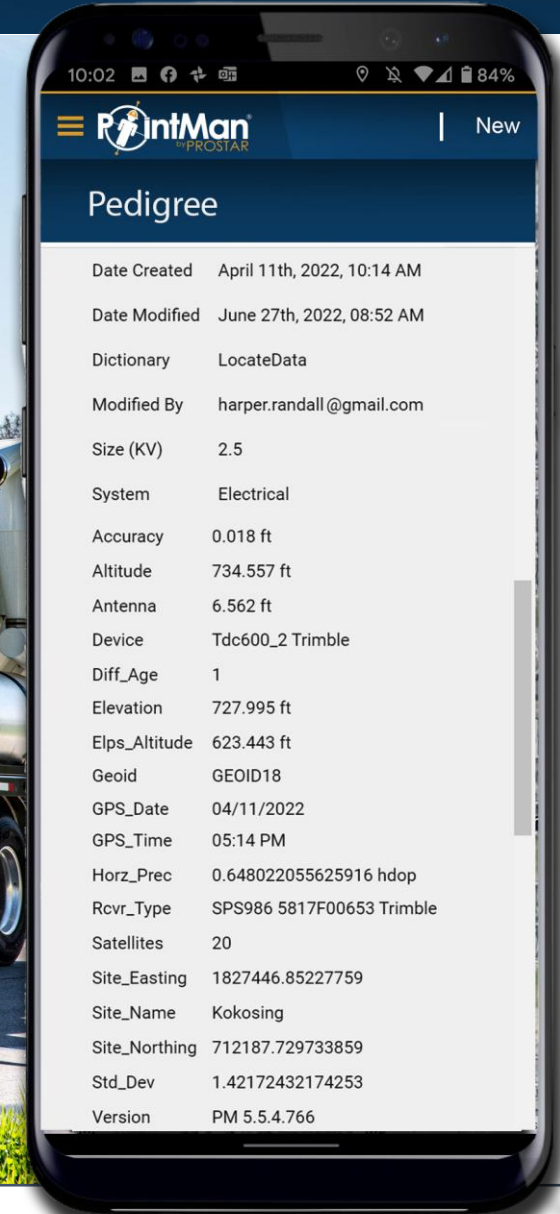 10:02 84%
PointMan®
by PROSTAR
New
Pedigree
Date Created April 11th, 2022, 10:14 AM
Date Modified June 27th, 2022, 08:52 AM
Dictionary LocateData
Modified By harper.randall@gmail.com
Size (KV) 2.5
System Electrical
Accuracy 0.018 ft
Altitude 734.557 ft
Antenna 6.562 ft
Device Tdc600_2 Trimble
Diff_Age 1
Elevation 727.995 ft
Elps_Altitude 623.443 ft
Geoid GEOID18
GPS_Date 04/11/2022
GPS_Time 05:14 PM
Horz_Prec 0.648022055625916 hdop
Rcvr_Type SPS986 5817F00653 Trimble
Satellites 20
Site_Easting 1827446.85227759
Site_Name Kokosing
Site_Northing 712187.729733859
Std_Dev 1.42172432174253
Version PM 5.5.4.766